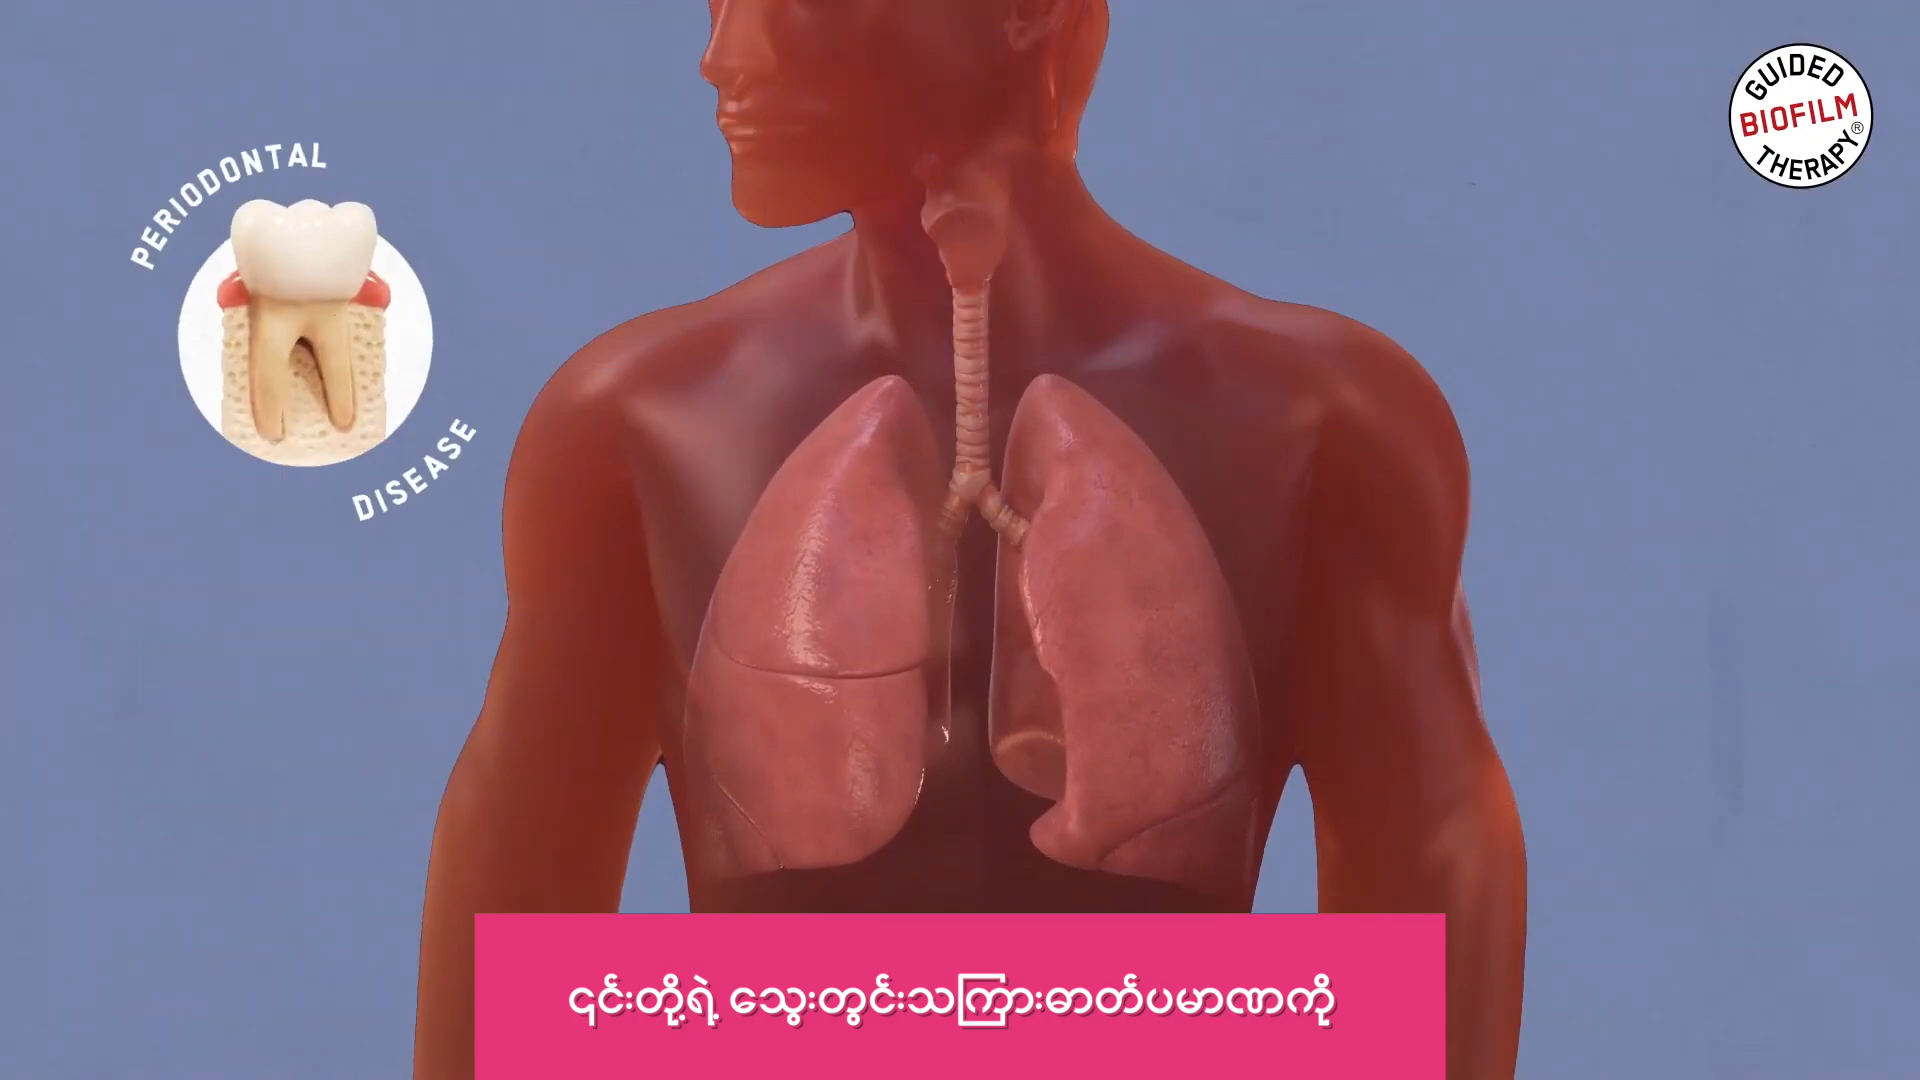 PERIODONTAL
DISEASE
GUIDED
BIOFILM
THERAPY®
၎င်းတို့ရဲ့ သွေးတွင်းသကြားဓာတ်ပမာဏကို